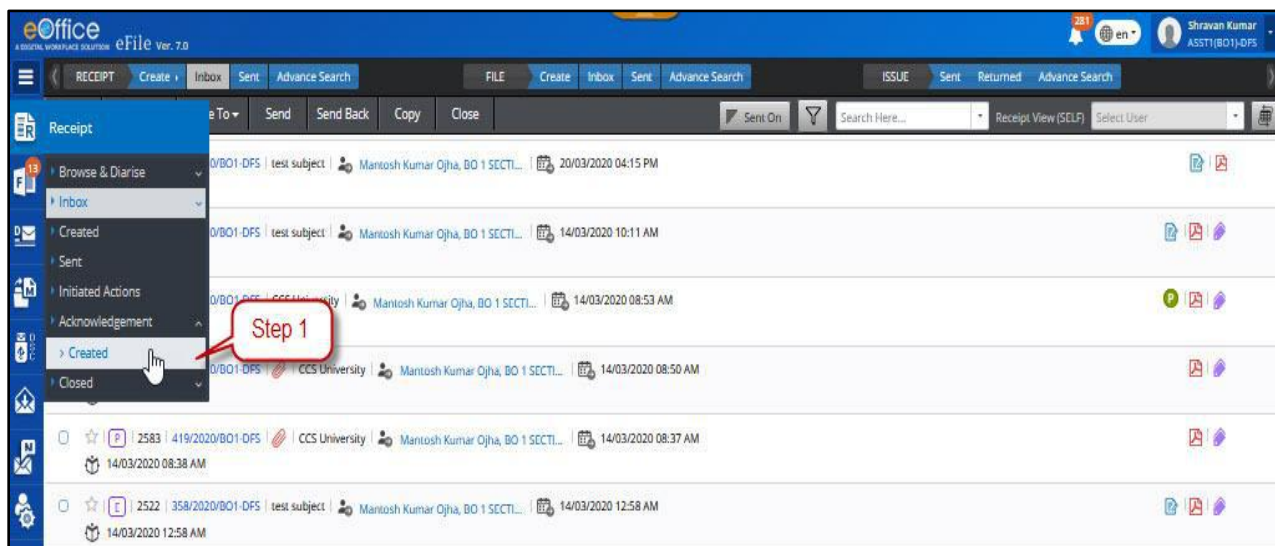 eOffice
A DIGITAL WORKPLACE SOLUTION eFile Ver. 7.0
281
en
Shravan Kumar
ASST1(BO1)-DFS
RECEIPT Create Inbox Sent Advance Search FILE Create Inbox Sent Advance Search ISSUE Sent Returned Advance Search
e To Send Send Back Copy Close Sent On Search Here... Receipt View (SELF) Select User
Receipt
13
Browse & Diarise
Inbox
Created
Sent
Initiated Actions
Acknowledgement
> Created
Closed
Step 1
0/BO1-DFS test subject Mantosh Kumar Ojha, BO 1 SECTI... 20/03/2020 04:15 PM
0/BO1-DFS test subject Mantosh Kumar Ojha, BO 1 SECTI... 14/03/2020 10:11 AM
Mantosh Kumar Ojha, BO 1 SECTI... 14/03/2020 08:53 AM P
0/BO1-DFS CCS University Mantosh Kumar Ojha, BO 1 SECTI... 14/03/2020 08:50 AM
P 2583 419/2020/BO1-DFS CCS University Mantosh Kumar Ojha, BO 1 SECTI... 14/03/2020 08:37 AM
14/03/2020 08:38 AM
E 2522 358/2020/BO1-DFS test subject Mantosh Kumar Ojha, BO 1 SECTI... 14/03/2020 12:58 AM
14/03/2020 12:58 AM